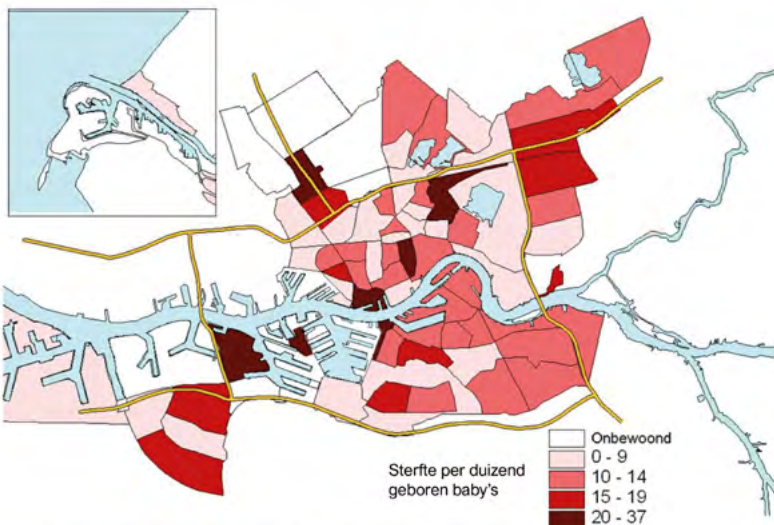 Sterfte per duizend
geboren baby's
Onbewoond
0 - 9
10 - 14
15 - 19
20 - 37